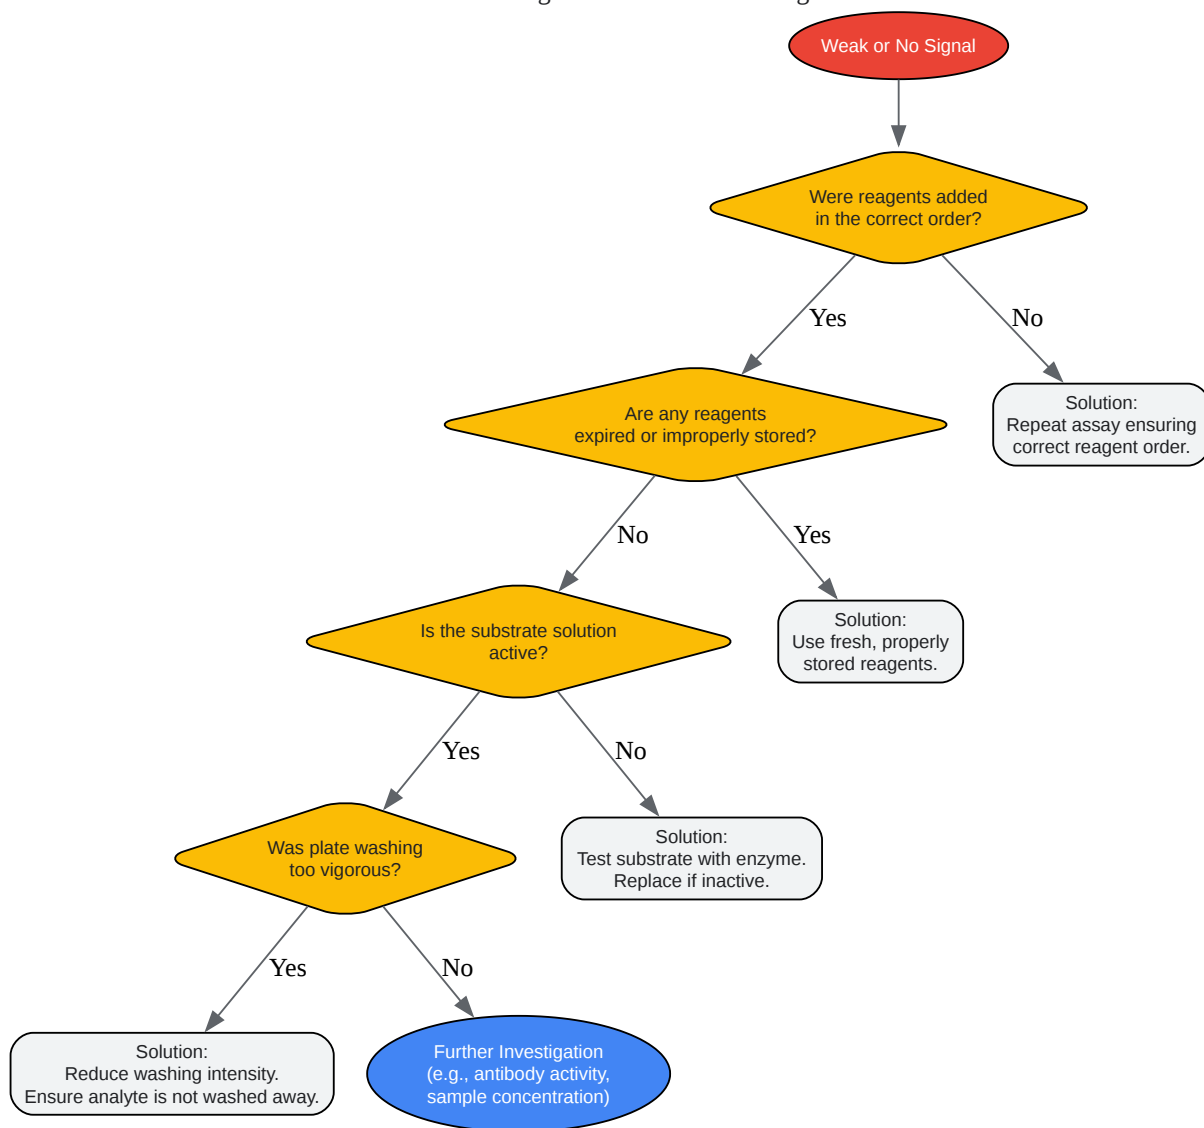 Weak or No Signal
Were reagents added
in the correct order?
Yes
No
Are any reagents
expired or improperly stored?
Solution:
Repeat assay ensuring
correct reagent order.
No
Yes
Is the substrate solution
active?
Solution:
Use fresh, properly
stored reagents.
Yes
No
Was plate washing
too vigorous?
Solution:
Test substrate with enzyme.
Replace if inactive.
Yes
No
Solution:
Reduce washing intensity.
Ensure analyte is not washed away.
Further Investigation
(e.g., antibody activity,
sample concentration)